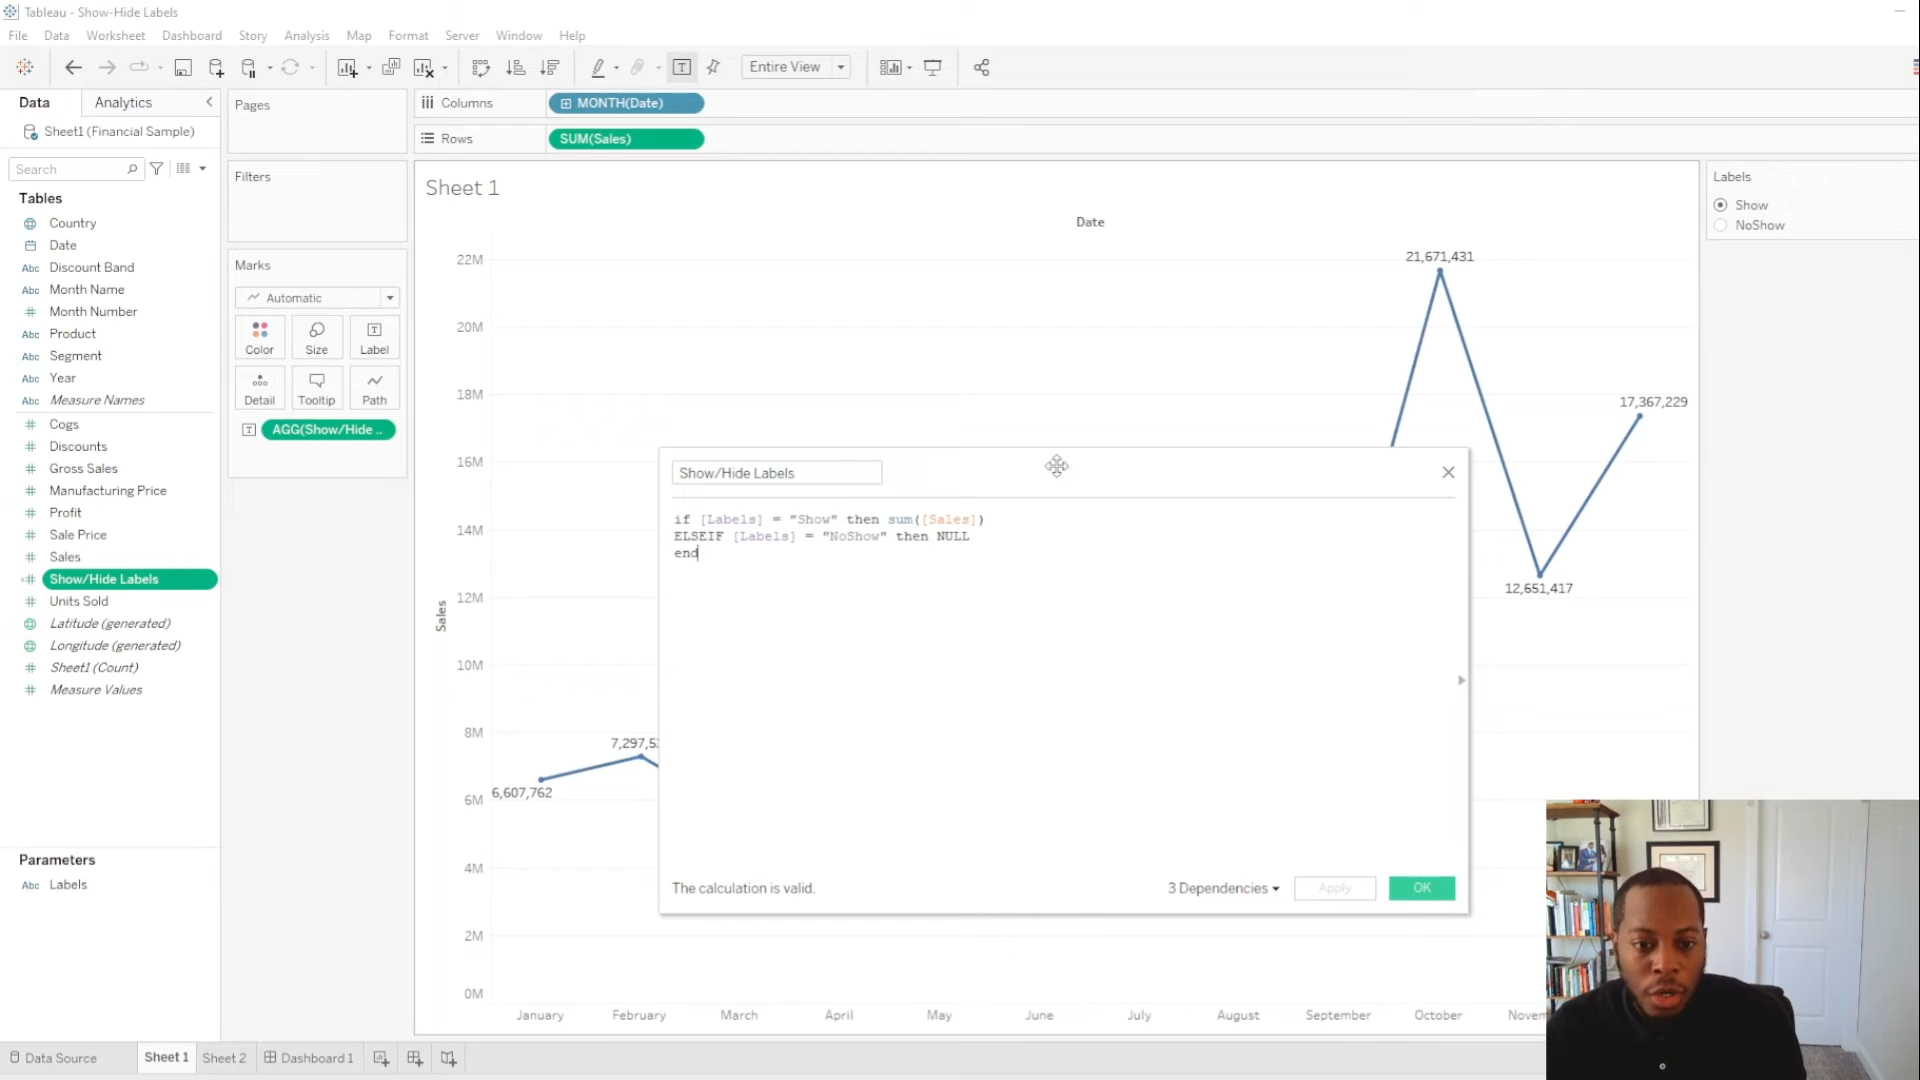 Tableau - Show-Hide Labels
File Data Worksheet Dashboard Story Analysis Map Format Server Window Help
Entire View
Data Analytics
Sheet1 (Financial Sample)
Search
Tables
Country
Date
Abc Discount Band
Abc Month Name
Month Number
Abc Product
Abc Segment
Abc Year
Abc Measure Names
Cogs
Discounts
Gross Sales
Manufacturing Price
Profit
Sale Price
Sales
Show/Hide Labels
Units Sold
Latitude (generated)
Longitude (generated)
Sheet1 (Count)
Measure Values
Parameters
Abc Labels
Pages
Filters
Marks
Automatic
Color Size Label
Detail Tooltip Path
AGG(Show/Hide ..
Columns MONTH(Date)
Rows SUM(Sales)
Sheet 1
Date
Sales
22M
20M
18M
16M
14M
12M
10M
8M
6M
4M
2M
0M
21,671,431
17,367,229
12,651,417
6,607,762
January February March April May June July August September October
Show/Hide Labels
if [Labels] = "Show" then sum([Sales])
ELSEIF [Labels] = "NoShow" then NULL
end
The calculation is valid.
3 Dependencies Apply OK
Labels
Show
NoShow
Data Source Sheet 1 Sheet 2 Dashboard 1